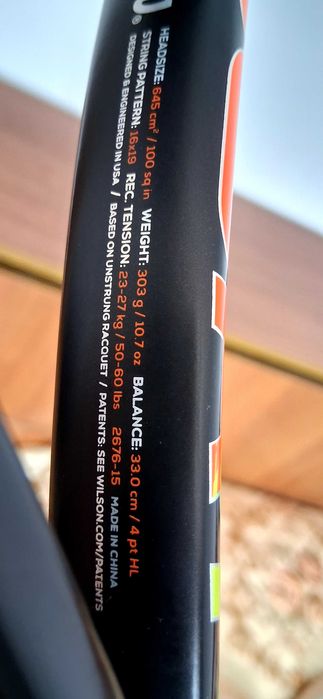 HEADSIZE: 645 cm² / 100 sq in WEIGHT: 303 g / 10.7 oz BALANCE: 33.0 cm / 4 pt HL
STRING PATTERN: 16x19 REC. TENSION: 23-27 kg / 50-60 lbs 2676-15 MADE IN CHINA
DESIGNED & ENGINEERED IN USA / BASED ON UNSTRUNG RACQUET / PATENTS: SEE WILSON.COM/PATENTS